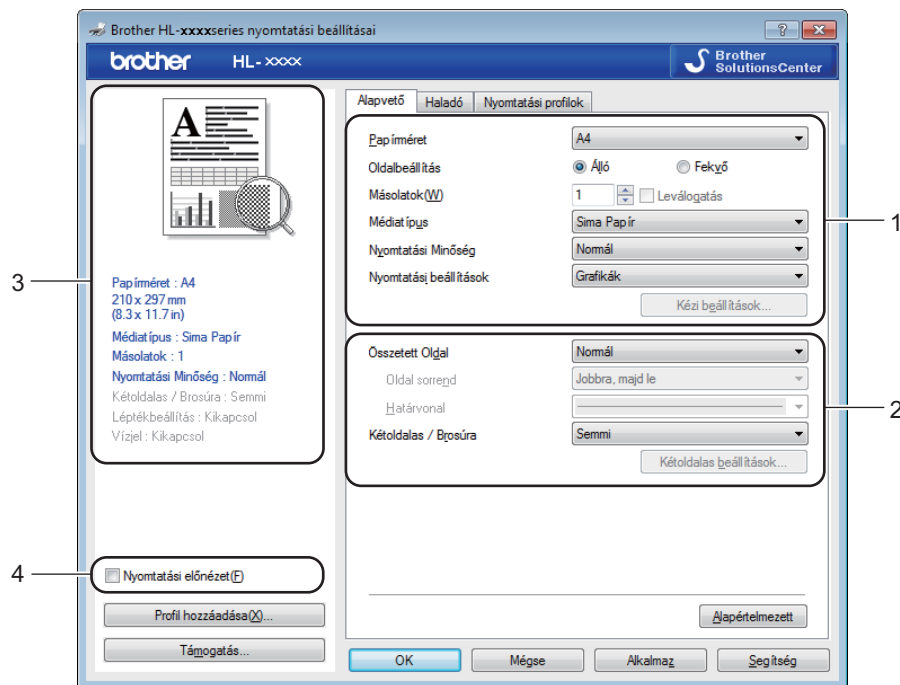 Brother HL-xxxxseries nyomtatási beállításai
brother HL-xxxx
Brother
SolutionsCenter
A
Papírméret : A4
210 x 297 mm
(8.3 x 11.7 in)
Médiatípus : Sima Papír
Másolatok : 1
Nyomtatási Minőség : Normál
Kétoldalas / Brosúra : Semmi
Léptékbeállítás : Kikapcsol
Vízjel : Kikapcsol
3
Nyomtatási előnézet(F)
4
Profil hozzáadása(X)...
Támogatás...
Alapvető Haladó Nyomtatási profilok
Papírméret A4
Oldalbeállítás Álló Fekvő
Másolatok(W) 1 Leválogatás
Médiatípus Sima Papír
1
Nyomtatási Minőség Normál
Nyomtatási beállítások Grafikák
Kézi beállítások...
Összetett Oldal Normál
Oldal sorrend Jobbra, majd le
Határvonal
2
Kétoldalas / Brosúra Semmi
Kétoldalas beállítások...
Alapértelmezett
OK Mégse Alkalmaz Segítség